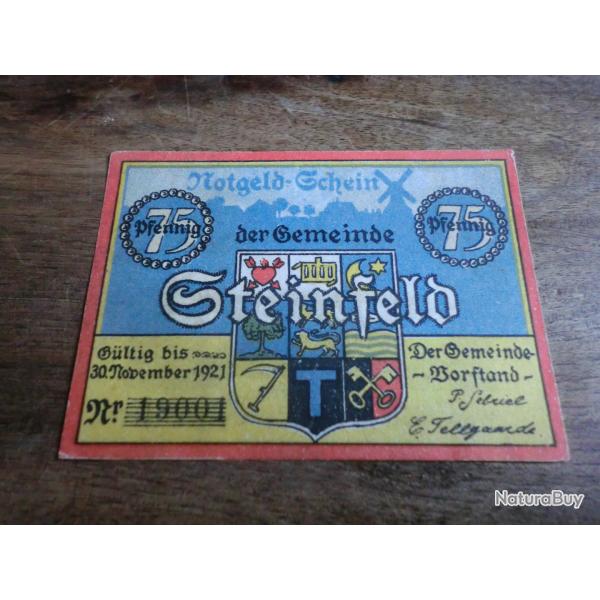 Notgeld-Schein
75
Pfennig
75
Pfennig
der Gemeinde
Steinfeld
Gültig bis
30. November 1921
Nr. 19001
T
Der Gemeinde-
- Vorstand -
NaturaBuy